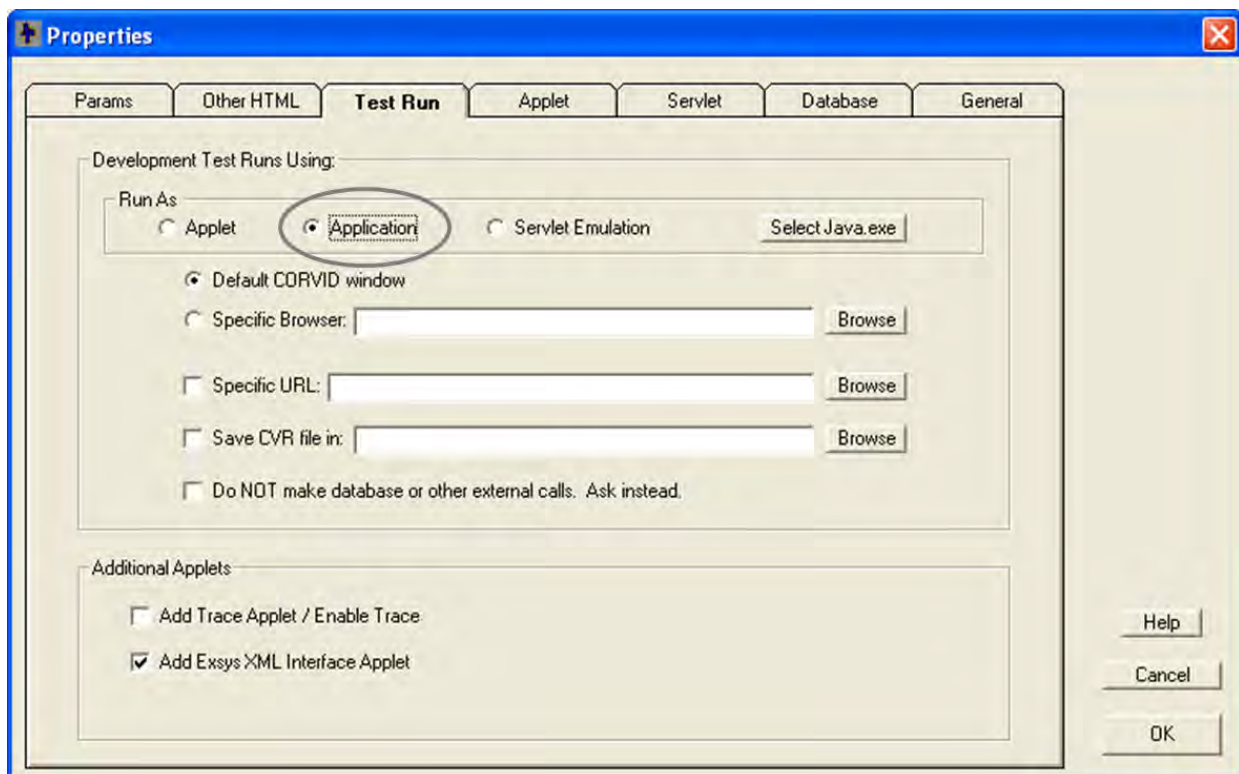 Properties
Params Other HTML Test Run Applet Servlet Database General
Development Test Runs Using:
Run As
Applet Application Servlet Emulation Select Java.exe
Default CORVID window
Specific Browser: Browse
Specific URL: Browse
Save CVR file in: Browse
Do NOT make database or other external calls. Ask instead.
Additional Applets
Add Trace Applet / Enable Trace
Add Exsys XML Interface Applet
Help
Cancel
OK